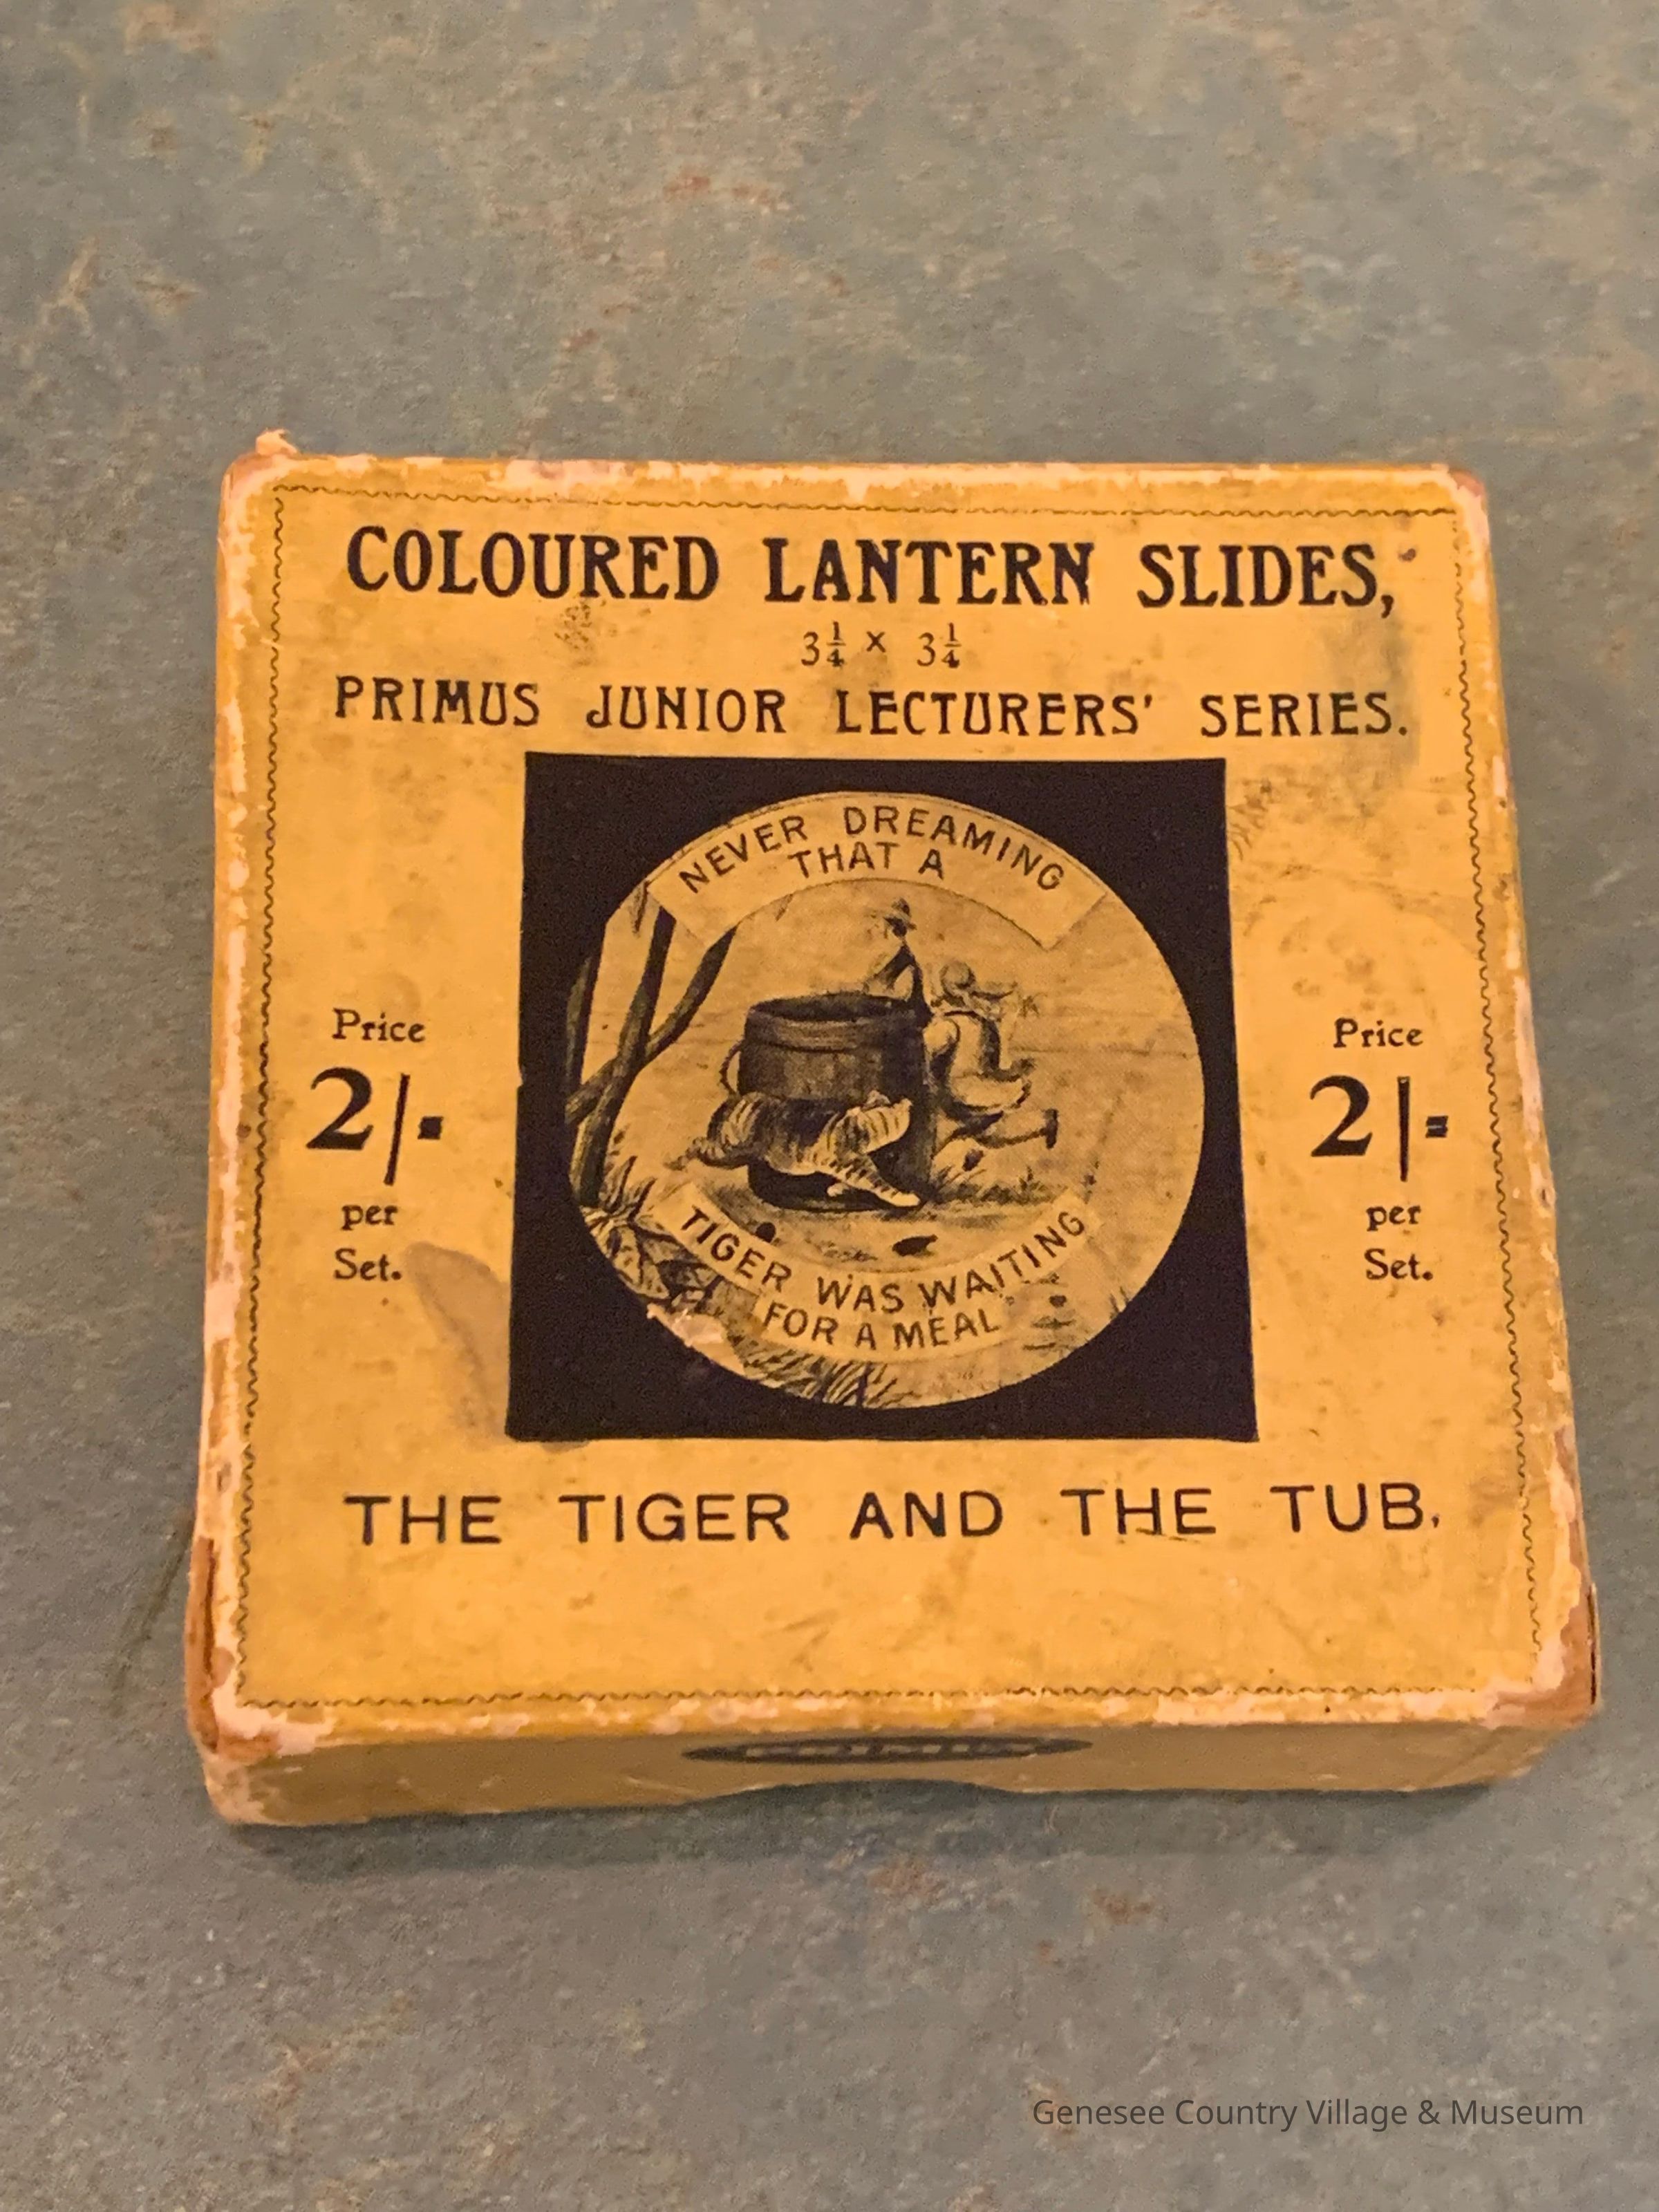 COLOURED LANTERN SLIDES,
3¼ × 3¼
PRIMUS JUNIOR LECTURERS' SERIES.
NEVER DREAMING
THAT A
TIGER WAS WAITING
FOR A MEAL
Price
2/-
per
Set.
Price
2/=
per
Set.
THE TIGER AND THE TUB.
Genesee Country Village & Museum